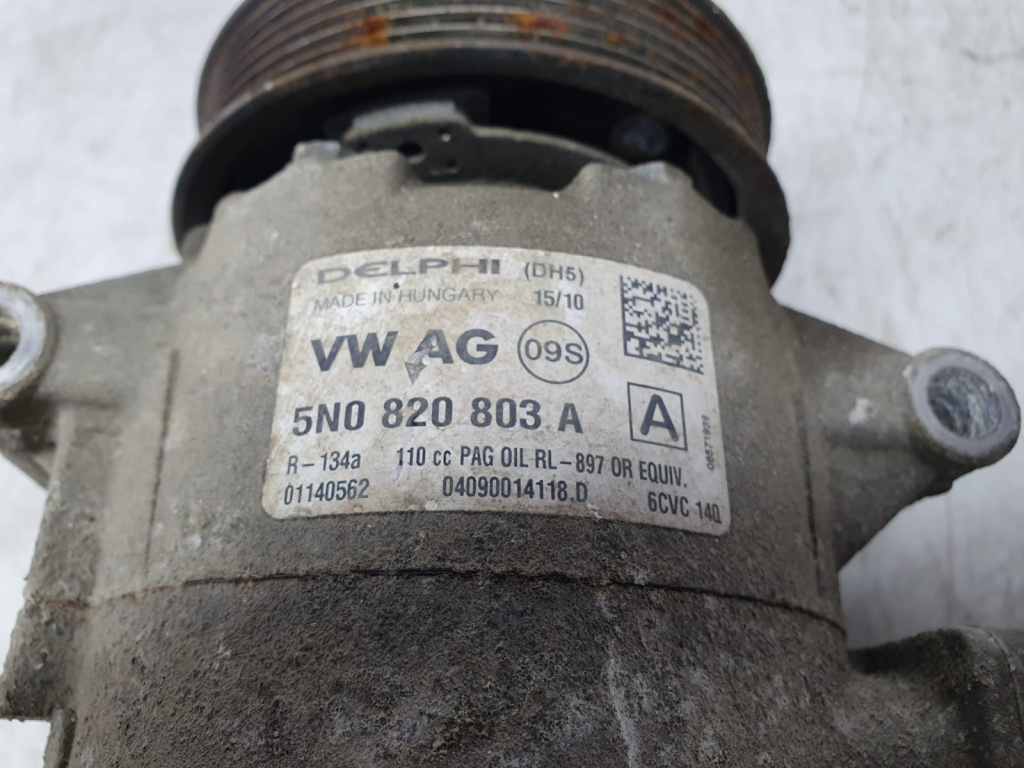 DELPHI (DH5)
MADE IN HUNGARY 15/10
VW AG 09S
5N0 820 803 A A
R-134a 110 cc PAG OIL RL-897 OR EQUIV.
01140562 04090014118.D 6CVC 140